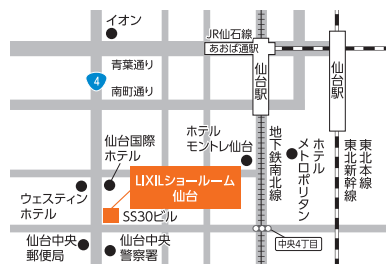 イオン
JR仙石線
あおば通駅
青葉通り
4
南町通り
仙台駅
仙台駅
仙台国際
ホテル
ホテル
モントレ仙台
地下鉄南北線
ホテル
メトロポリタン
東北本線
東北新幹線
LIXILショールーム
仙台
ウェスティン
ホテル
SS30ビル
仙台中央
郵便局
仙台中央
警察署
中央4丁目